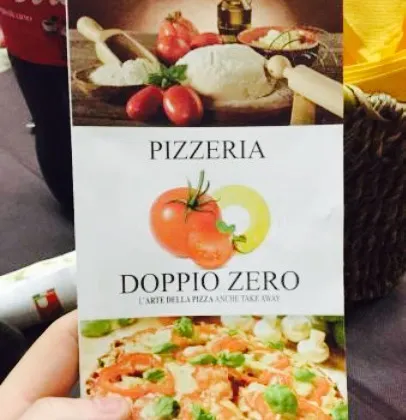 PIZZERIA
DOPPIO ZERO
L'ARTE DELLA PIZZA ANCHE TAKE AWAY